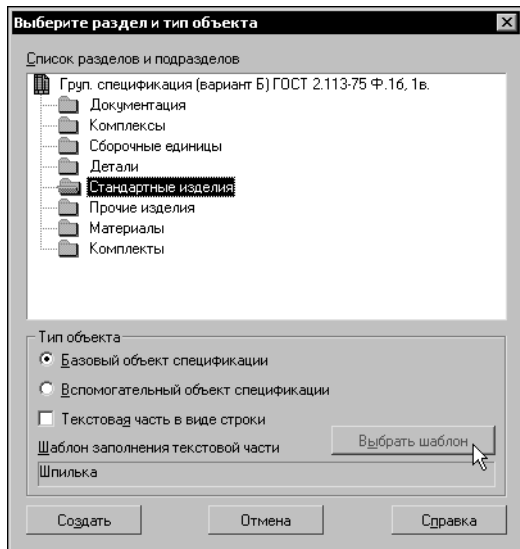 Выберите раздел и тип объекта
Список разделов и подразделов
Груп. спецификация (вариант Б) ГОСТ 2.113-75 Ф.1б, 1в.
Документация
Комплексы
Сборочные единицы
Детали
Стандартные изделия
Прочие изделия
Материалы
Комплекты
Тип объекта
Базовый объект спецификации
Вспомогательный объект спецификации
Текстовая часть в виде строки
Шаблон заполнения текстовой части
Выбрать шаблон
Шпилька
Создать Отмена Справка